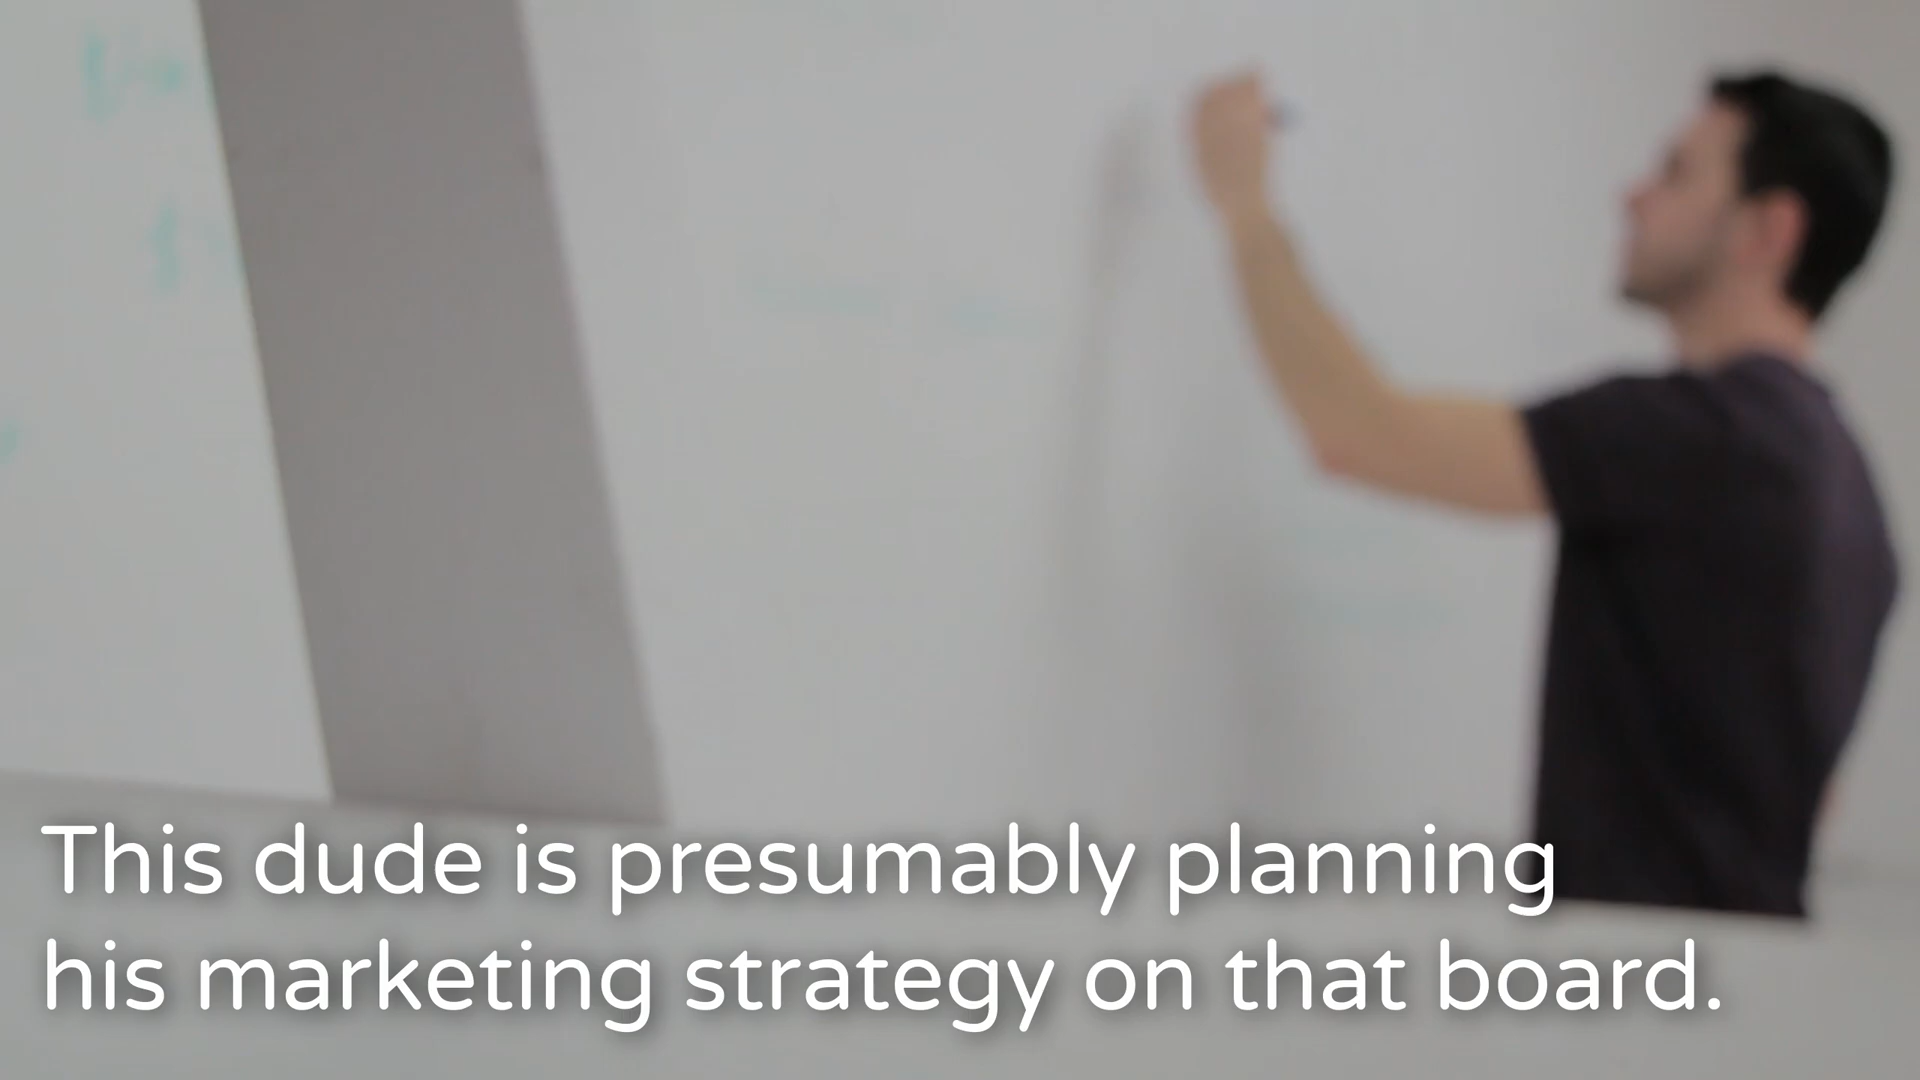 This dude is presumably planning
his marketing strategy on that board.